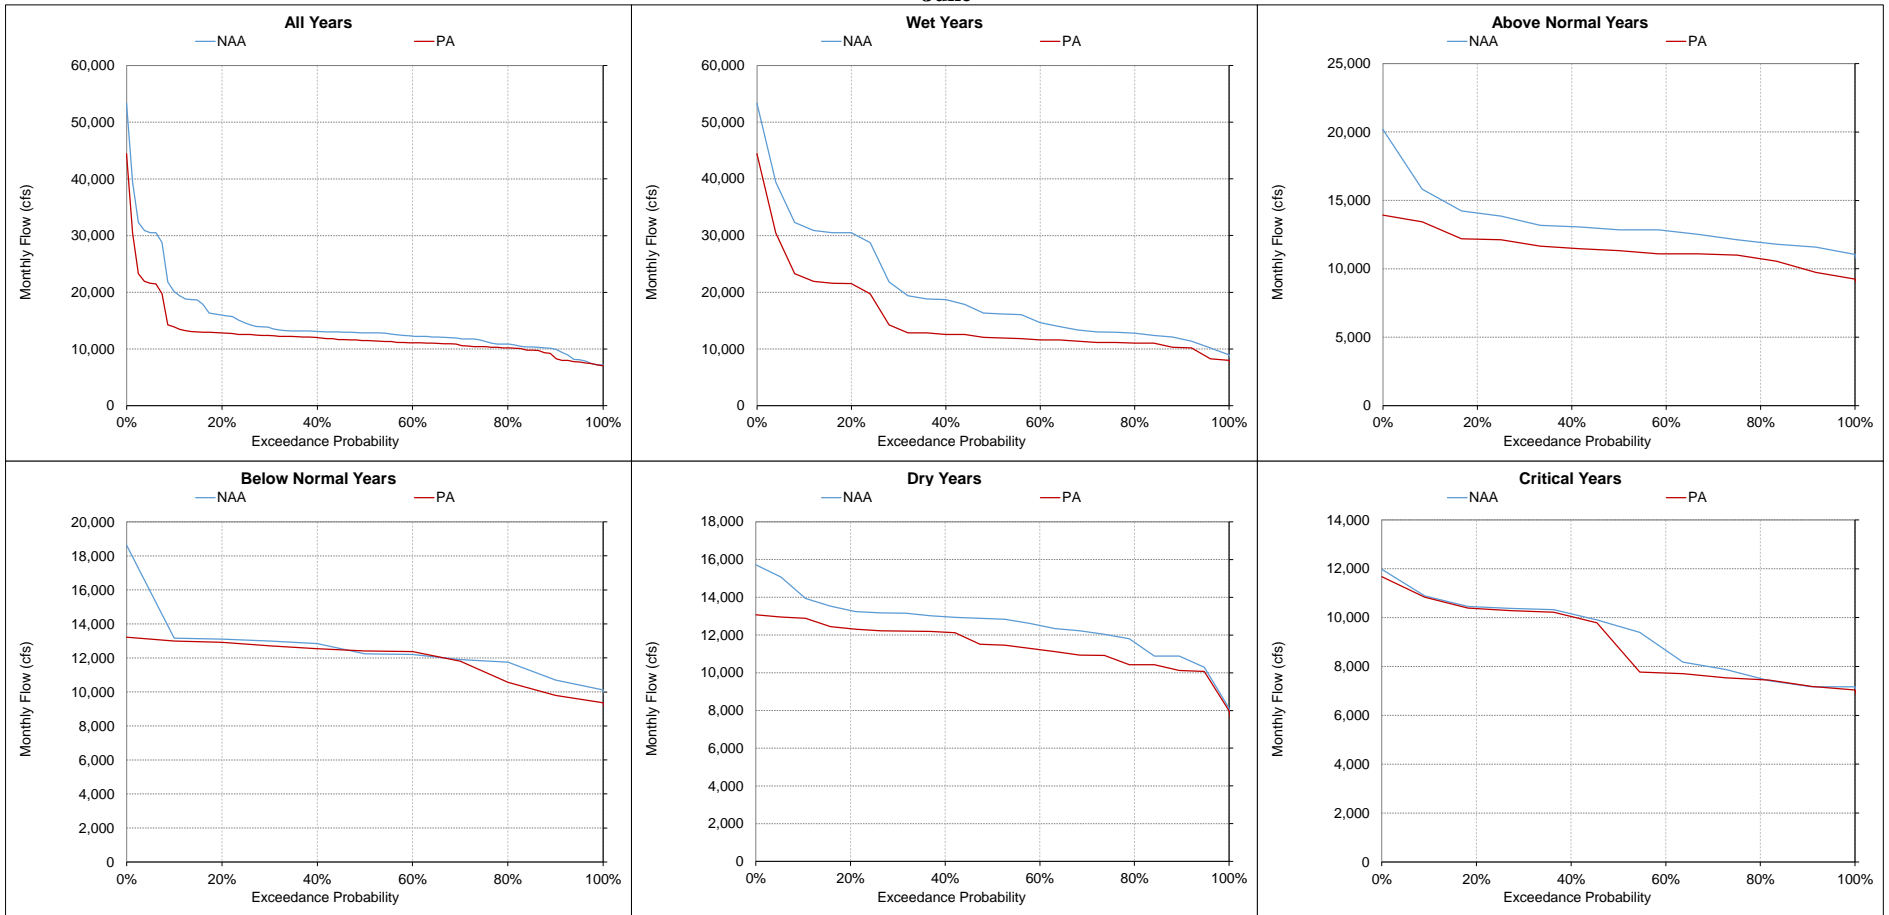 All Years
NAA PA
60,000
50,000
40,000
30,000
20,000
10,000
0
Monthly Flow (cfs)
0% 20% 40% 60% 80% 100%
Exceedance Probability
Wet Years
NAA PA
60,000
50,000
40,000
30,000
20,000
10,000
0
Monthly Flow (cfs)
0% 20% 40% 60% 80% 100%
Exceedance Probability
Above Normal Years
NAA PA
25,000
20,000
15,000
10,000
5,000
0
Monthly Flow (cfs)
0% 20% 40% 60% 80% 100%
Exceedance Probability
Below Normal Years
NAA PA
20,000
18,000
16,000
14,000
12,000
10,000
8,000
6,000
4,000
2,000
0
Monthly Flow (cfs)
0% 20% 40% 60% 80% 100%
Exceedance Probability
Dry Years
NAA PA
18,000
16,000
14,000
12,000
10,000
8,000
6,000
4,000
2,000
0
Monthly Flow (cfs)
0% 20% 40% 60% 80% 100%
Exceedance Probability
Critical Years
NAA PA
14,000
12,000
10,000
8,000
6,000
4,000
2,000
0
Monthly Flow (cfs)
0% 20% 40% 60% 80% 100%
Exceedance Probability